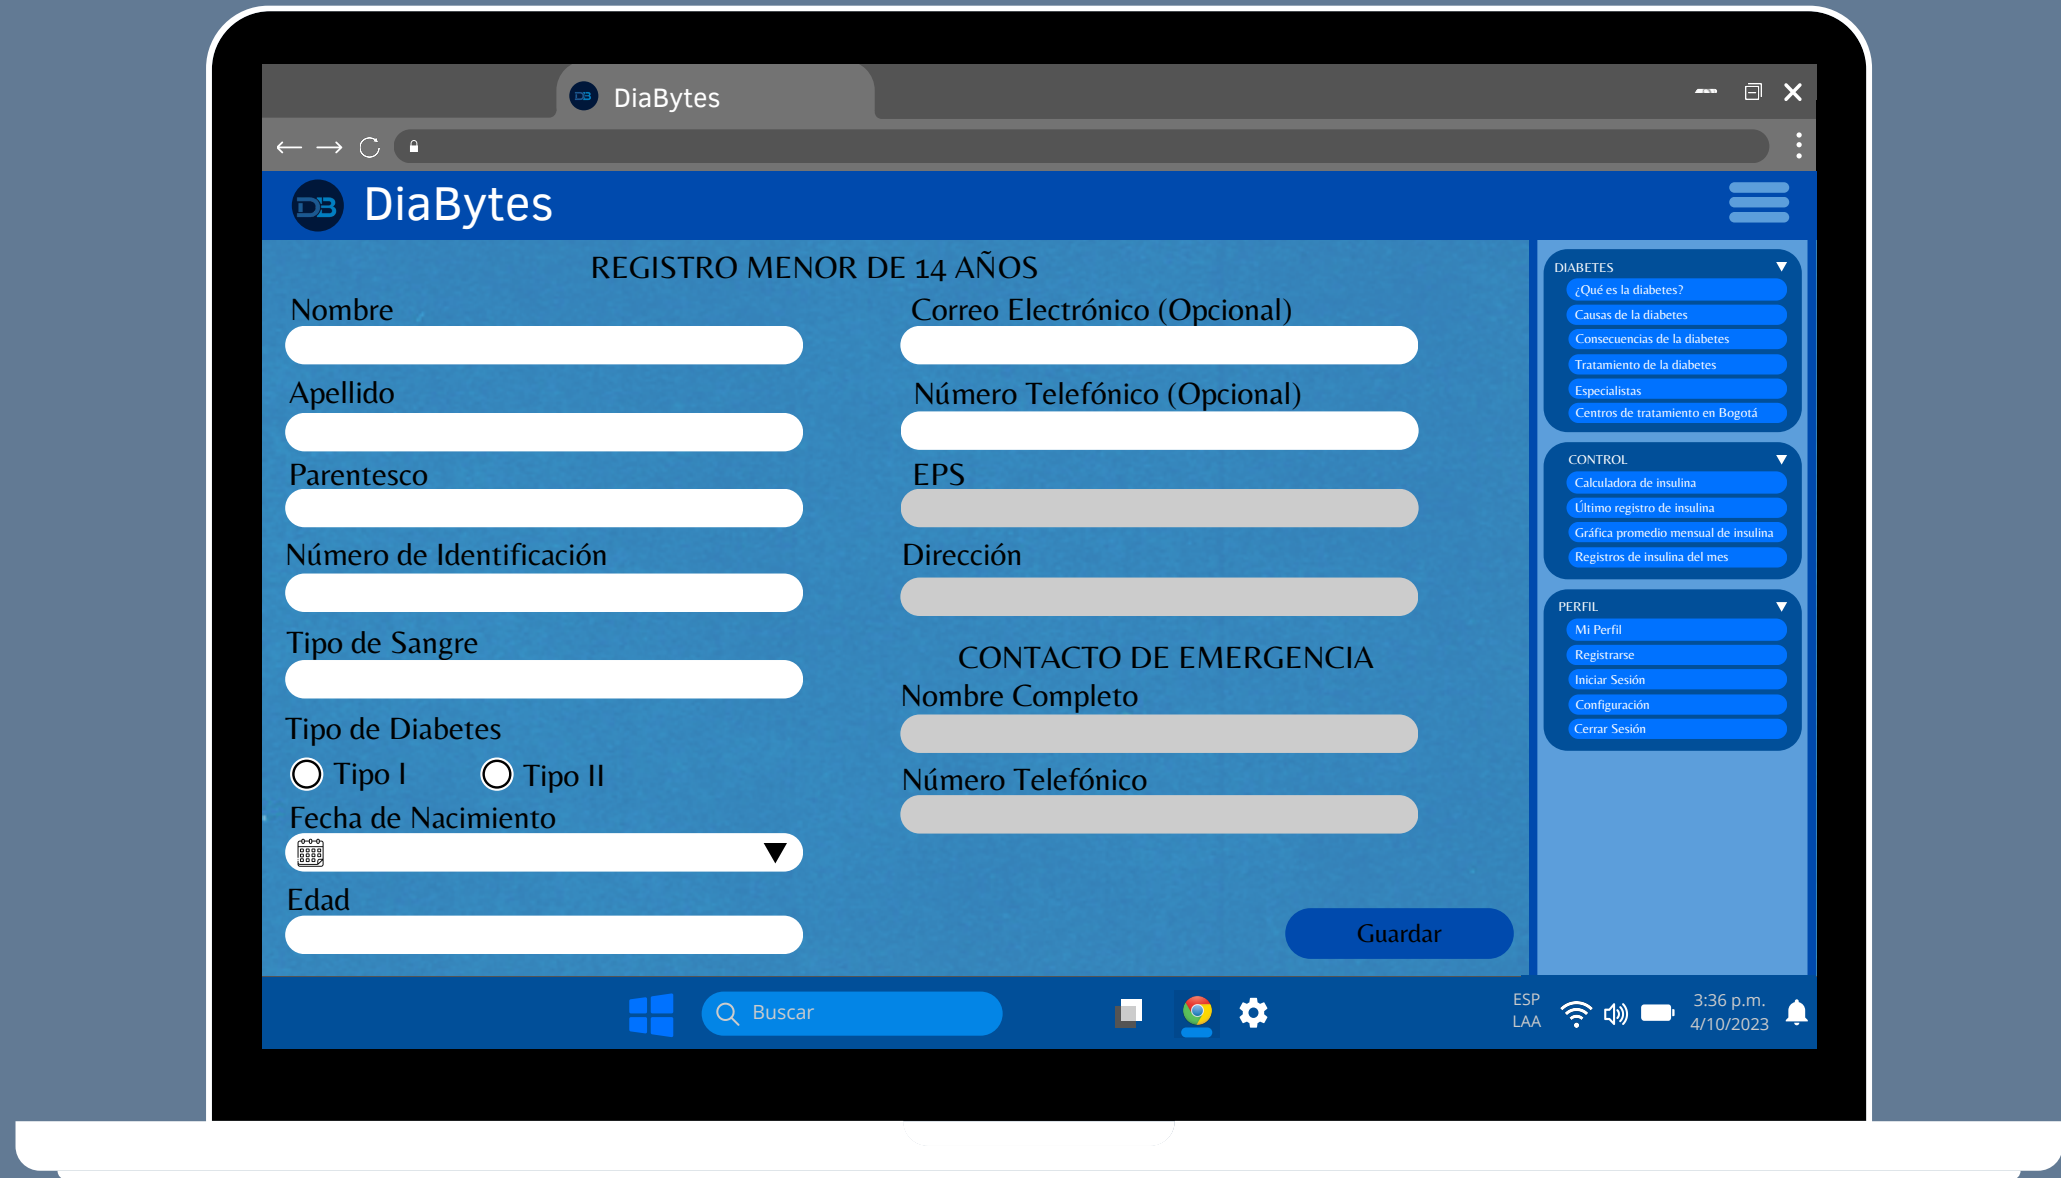 DB DiaBytes
DB DiaBytes
REGISTRO MENOR DE 14 AÑOS
Nombre
Apellido
Parentesco
Número de Identificación
Tipo de Sangre
Tipo de Diabetes
Tipo I Tipo II
Fecha de Nacimiento
Edad
Correo Electrónico (Opcional)
Número Telefónico (Opcional)
EPS
Dirección
CONTACTO DE EMERGENCIA
Nombre Completo
Número Telefónico
Guardar
DIABETES
¿Qué es la diabetes?
Causas de la diabetes
Consecuencias de la diabetes
Tratamiento de la diabetes
Especialistas
Centros de tratamiento en Bogotá
CONTROL
Calculadora de insulina
Último registro de insulina
Gráfica promedio mensual de insulina
Registros de insulina del mes
PERFIL
Mi Perfil
Registrarse
Iniciar Sesión
Configuración
Cerrar Sesión
Buscar
ESP
LAA
3:36 p.m.
4/10/2023